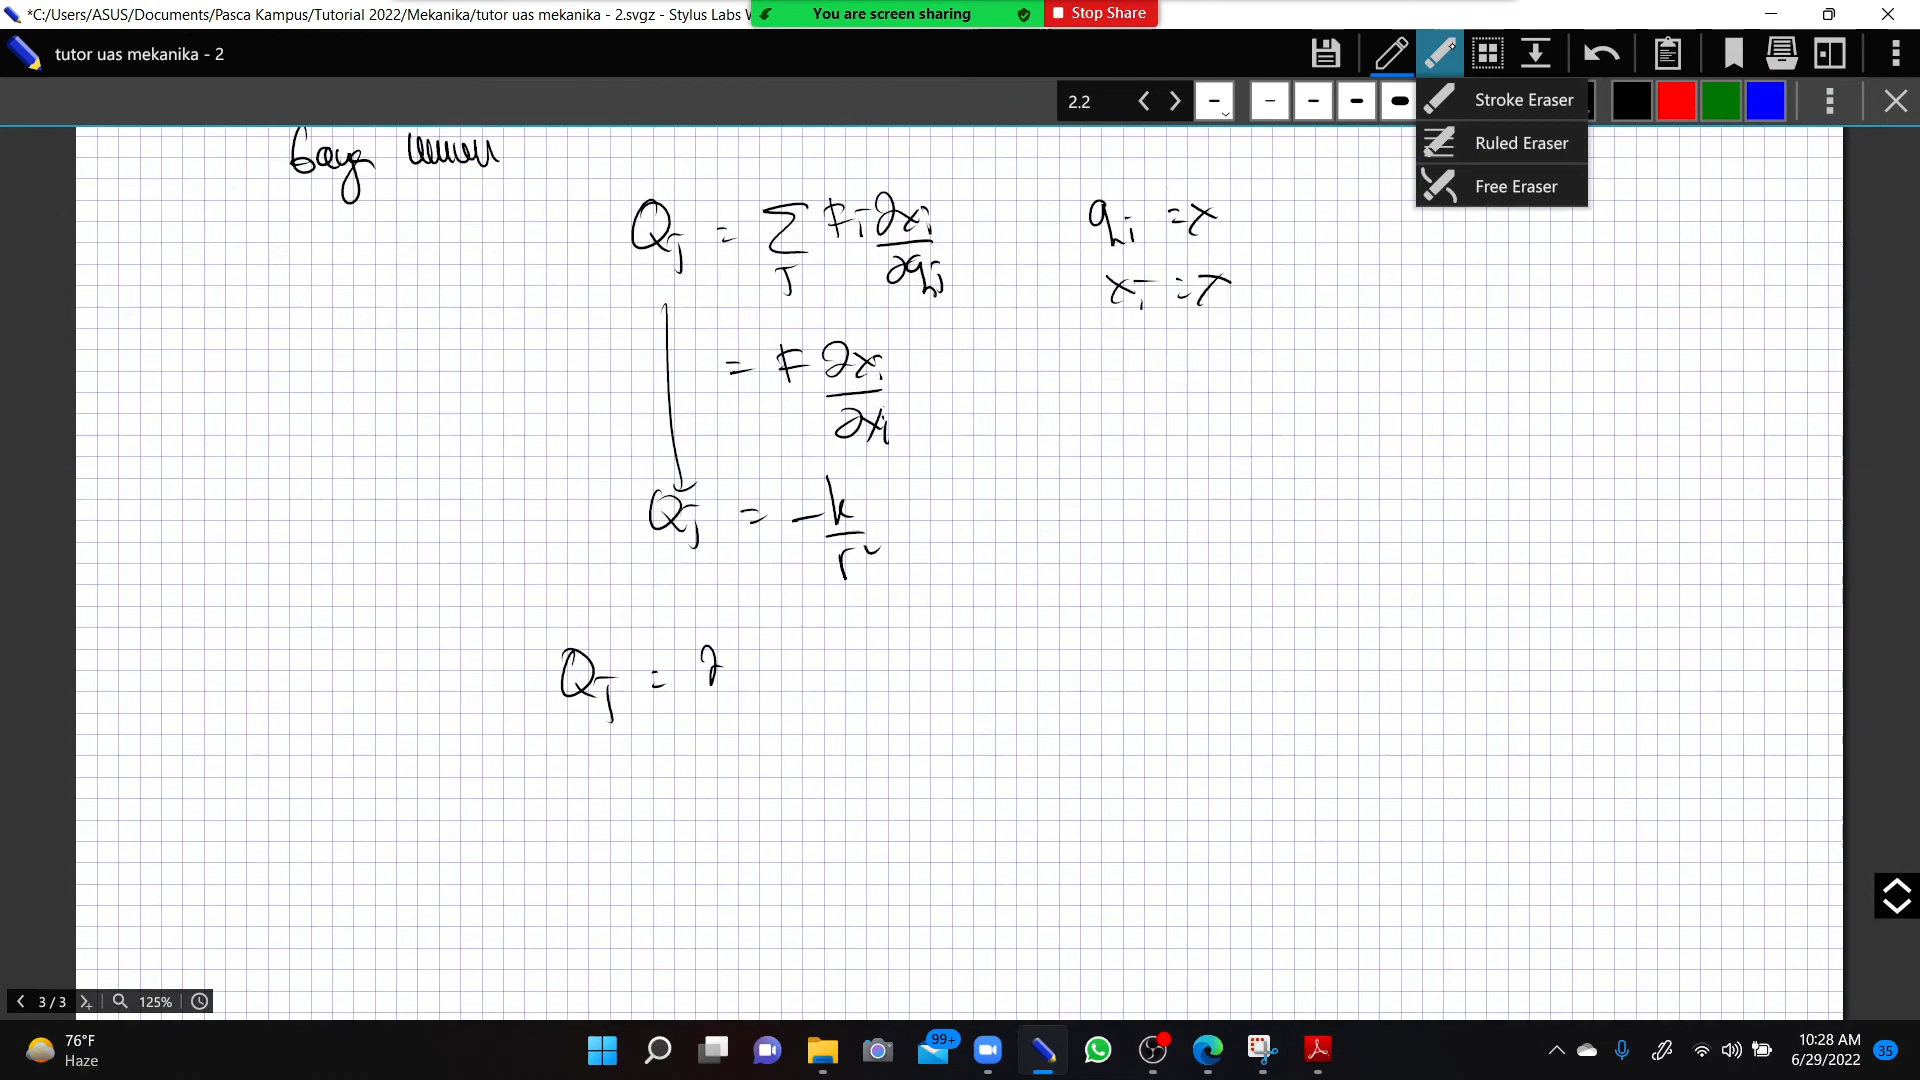 *C:/Users/ASUS/Documents/Pasca Kampus/Tutorial 2022/Mekanika/tutor uas mekanika - 2.svgz - Stylus Labs W
You are screen sharing
Stop Share
tutor uas mekanika - 2
2.2
Stroke Eraser
Ruled Eraser
Free Eraser
Gaya
Qj = Σj Fi ∂xi/∂qj
qi = x
xi = x
= F ∂xi/∂xi
Qj = -k/r²
Qj = ∂
3/3
125%
76°F
Haze
99+
10:28 AM
6/29/2022
35